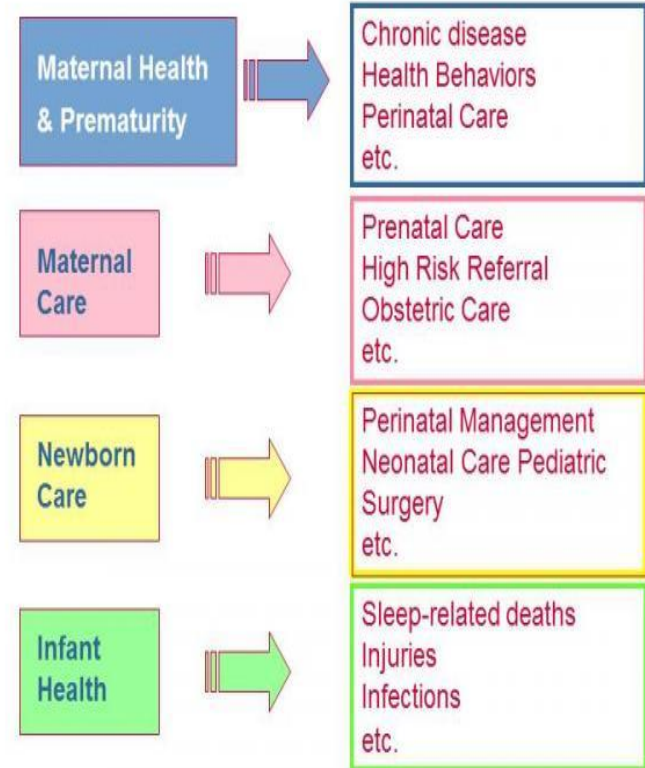 Maternal Health
& Prematurity
Chronic disease
Health Behaviors
Perinatal Care
etc.
Maternal
Care
Prenatal Care
High Risk Referral
Obstetric Care
etc.
Newborn
Care
Perinatal Management
Neonatal Care Pediatric
Surgery
etc.
Infant
Health
Sleep-related deaths
Injuries
Infections
etc.